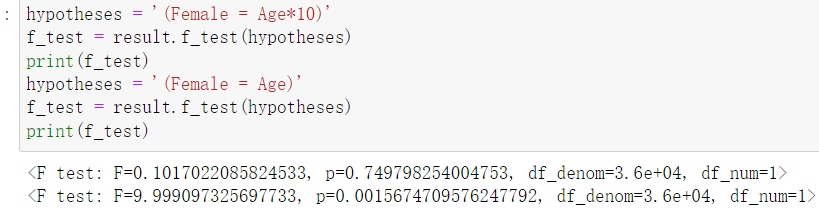 : hypotheses = '(Female = Age*10)'
f_test = result.f_test(hypotheses)
print(f_test)
hypotheses = '(Female = Age)'
f_test = result.f_test(hypotheses)
print(f_test)
<F test: F=0.1017022085824533, p=0.749798254004753, df_denom=3.6e+04, df_num=1>
<F test: F=9.999097325697733, p=0.0015674709576247792, df_denom=3.6e+04, df_num=1>